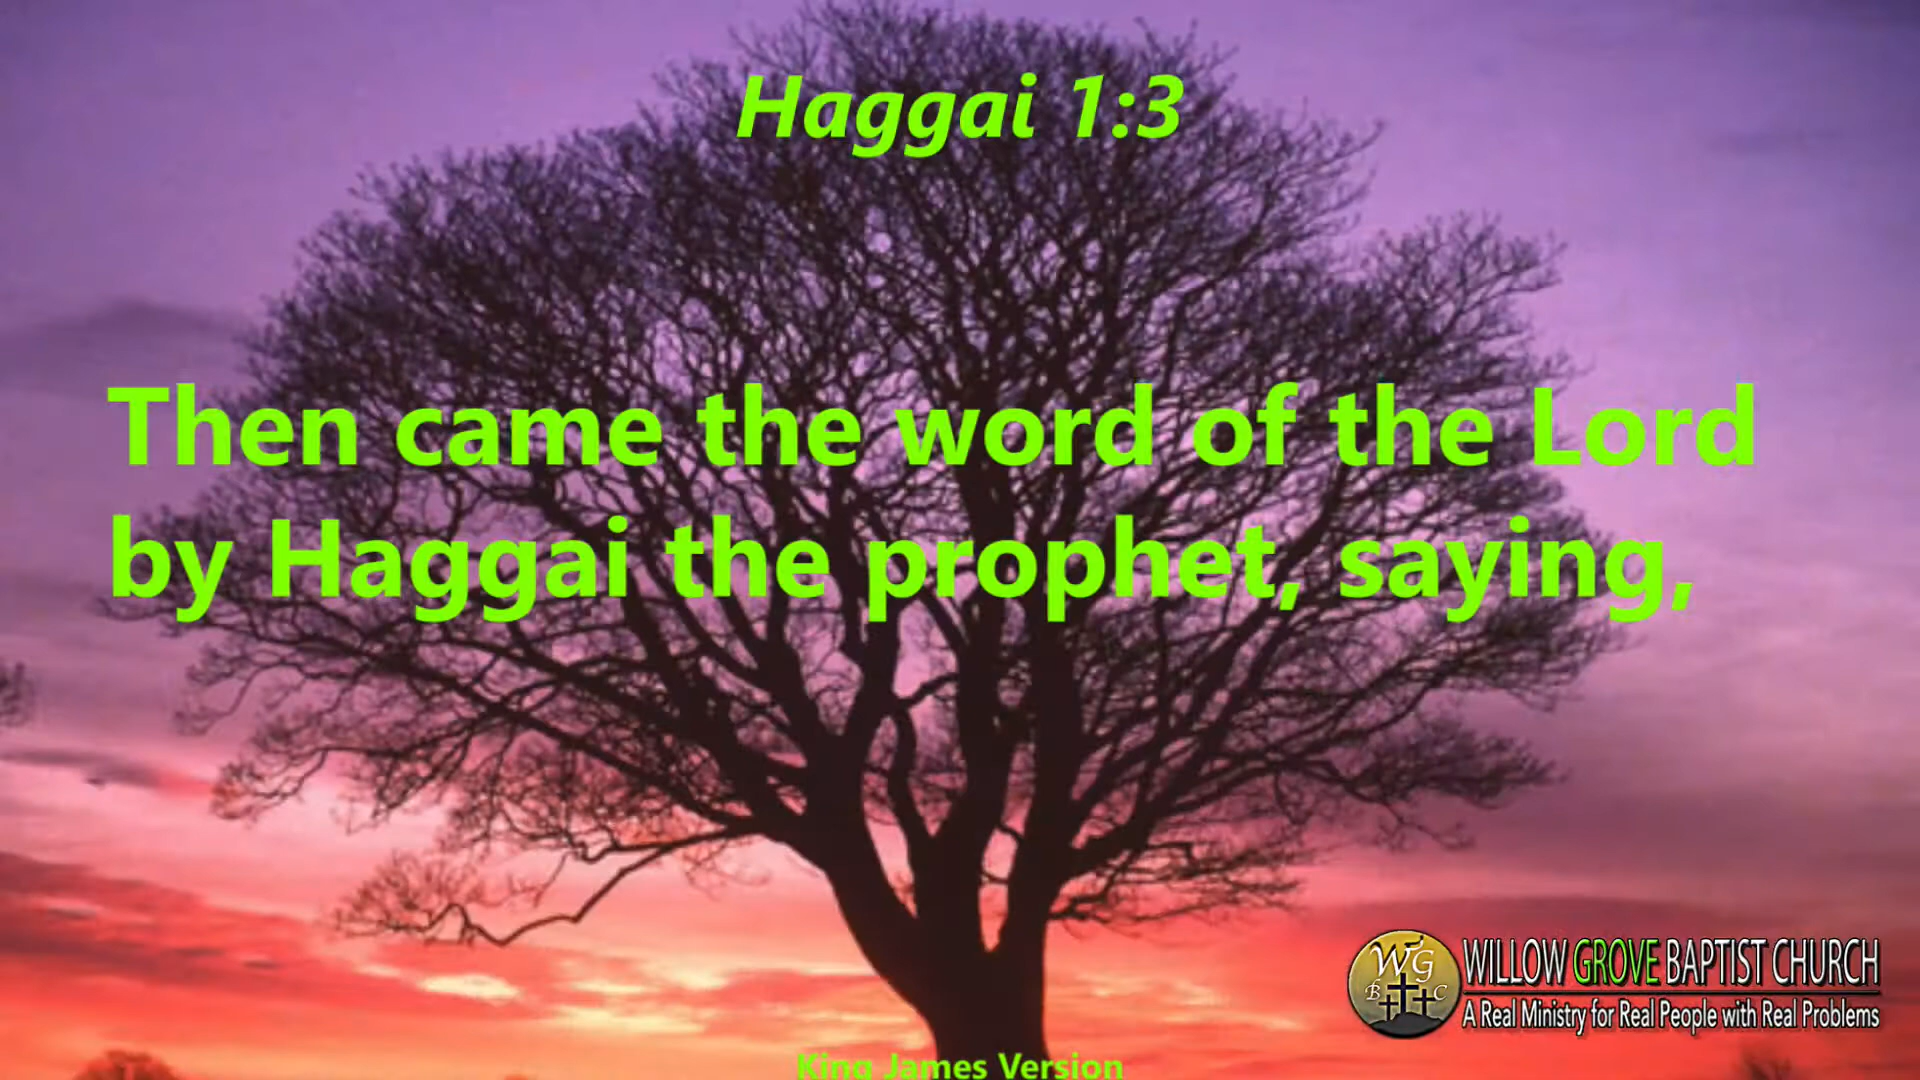 Haggai 1:3
Then came the word of the Lord
by Haggai the prophet, saying,
WG
B C
WILLOW GROVE BAPTIST CHURCH
A Real Ministry for Real People with Real Problems
King James Version